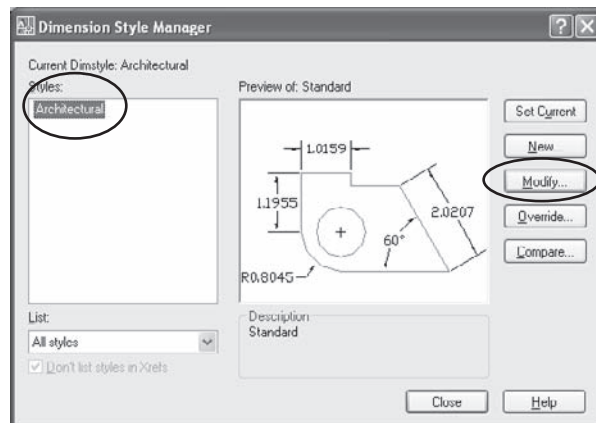 Dimension Style Manager
Current Dimstyle: Architectural
Styles:
Architectural
Preview of: Standard
1.0159
1.1955
2.0207
60°
R0.8045
Set Current
New...
Modify...
Override...
Compare...
List:
All styles
Don't list styles in Xrefs
Description
Standard
Close
Help